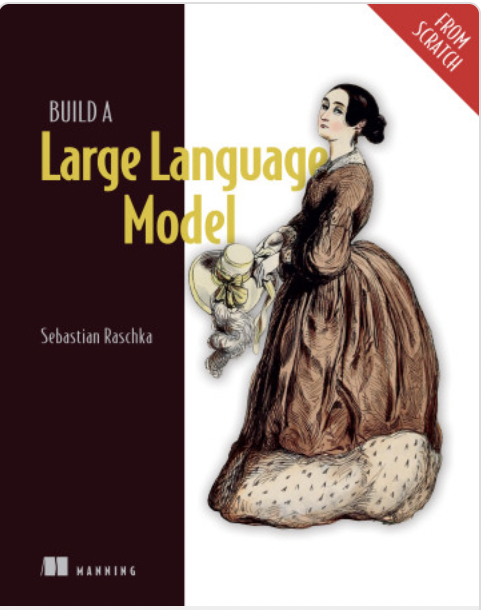 FROM
SCRATCH
BUILD A
Large Language
Model
Sebastian Raschka
MANNING